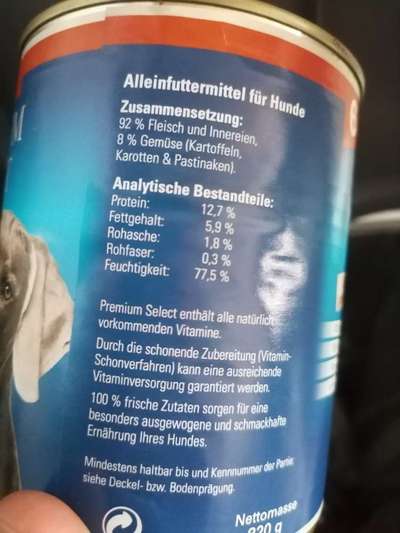 Alleinfuttermittel für Hunde
Zusammensetzung:
92 % Fleisch und Innereien,
8 % Gemüse (Kartoffeln,
Karotten & Pastinaken).
Analytische Bestandteile:
Protein: 12,7 %
Fettgehalt: 5,9 %
Rohasche: 1,8 %
Rohfaser: 0,3 %
Feuchtigkeit: 77,5 %
Premium Select enthält alle natürlich
vorkommenden Vitamine.
Durch die schonende Zubereitung (Vitamin-
Schonverfahren) kann eine ausreichende
Vitaminversorgung garantiert werden.
100 % frische Zutaten sorgen für eine
besonders ausgewogene und schmackhafte
Ernährung Ihres Hundes.
Mindestens haltbar bis und Kennnummer der Partie:
siehe Deckel- bzw. Bodenprägung.
Nettomasse